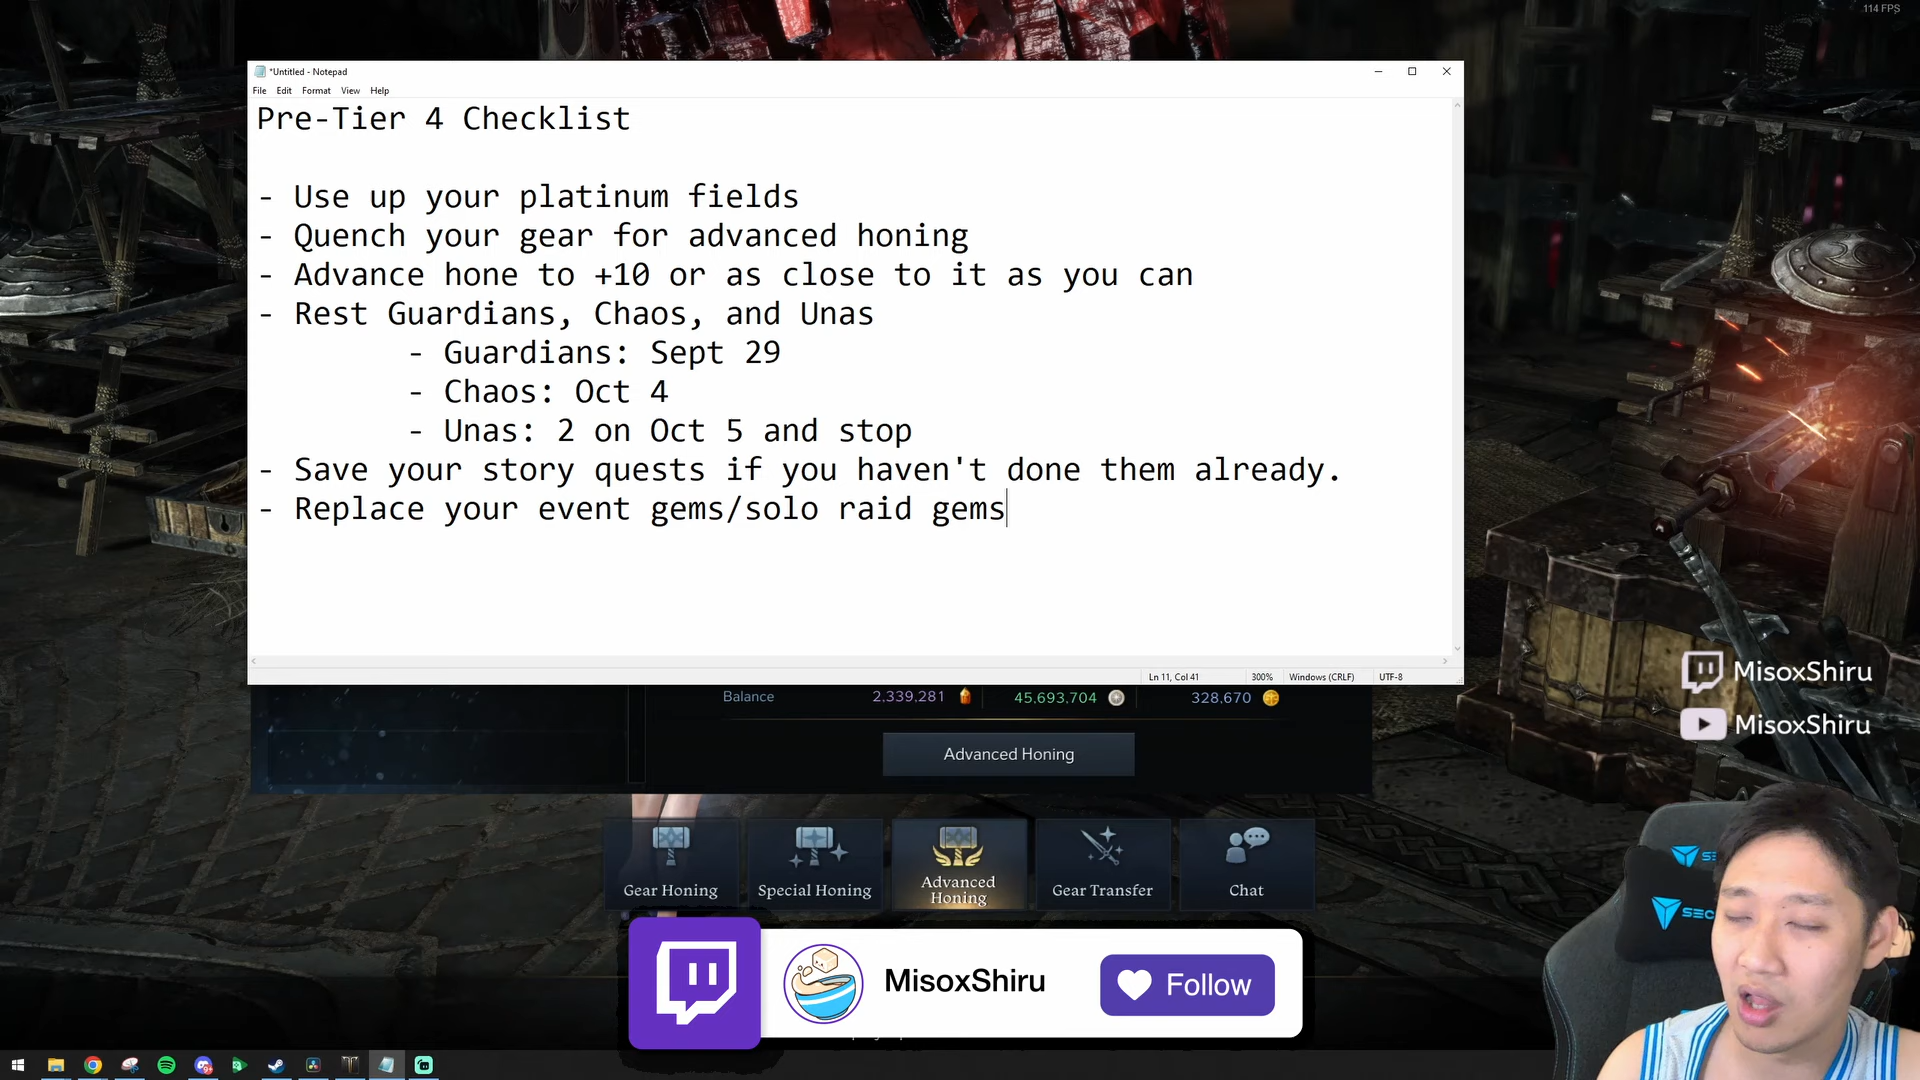 114 FPS
*Untitled - Notepad
File Edit Format View Help
Pre-Tier 4 Checklist
- Use up your platinum fields
- Quench your gear for advanced honing
- Advance hone to +10 or as close to it as you can
- Rest Guardians, Chaos, and Unas
- Guardians: Sept 29
- Chaos: Oct 4
- Unas: 2 on Oct 5 and stop
- Save your story quests if you haven't done them already.
- Replace your event gems/solo raid gems
Ln 11, Col 41 300% Windows (CRLF) UTF-8
MisoxShiru
MisoxShiru
Balance 2,339,281 45,693,704 328,670
Advanced Honing
Gear Honing
Special Honing
Advanced Honing
Gear Transfer
Chat
MisoxShiru Follow